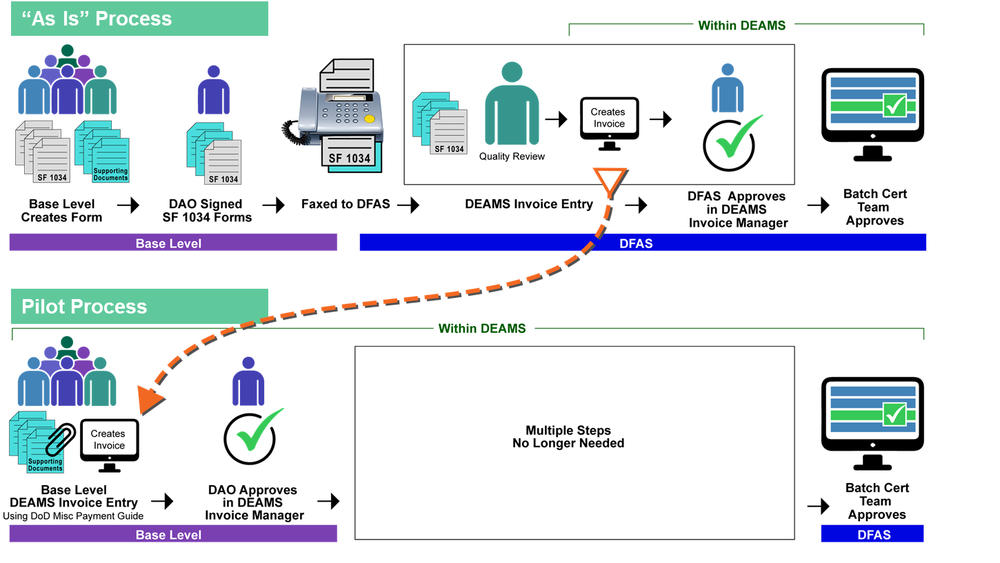 “As Is” Process
Within DEAMS
SF 1034
Supporting
Documents
SF 1034
SF 1034
SF 1034
Quality Review
Creates
Invoice
Base Level
Creates Form
DAO Signed
SF 1034 Forms
Faxed to DFAS
DEAMS Invoice Entry
DFAS Approves
in DEAMS
Invoice Manager
Batch Cert
Team
Approves
Base Level
DFAS
Pilot Process
Within DEAMS
Supporting
Documents
Creates
Invoice
Multiple Steps
No Longer Needed
Base Level
DEAMS Invoice Entry
Using DoD Misc Payment Guide
DAO Approves
in DEAMS
Invoice Manager
Batch Cert
Team
Approves
Base Level
DFAS